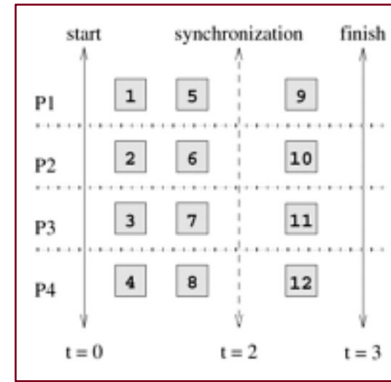 start synchronization finish
P1 1 5 9
P2 2 6 10
P3 3 7 11
P4 4 8 12
t = 0 t = 2 t = 3